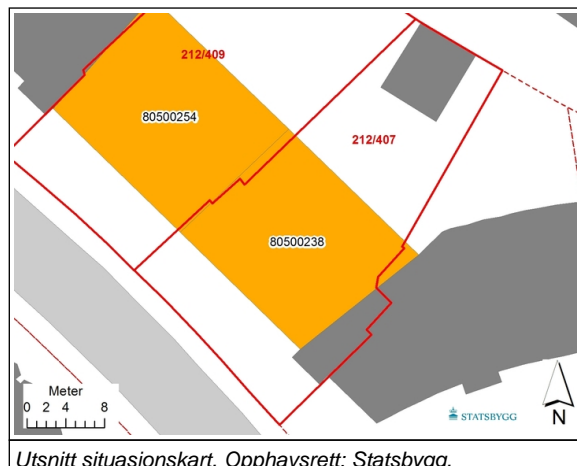 212/409
80500254
212/407
80500238
Meter
0 2 4 8
STATSBYGG
N
Utsnitt situasjonskart. Opphavsrett: Statsbygg.